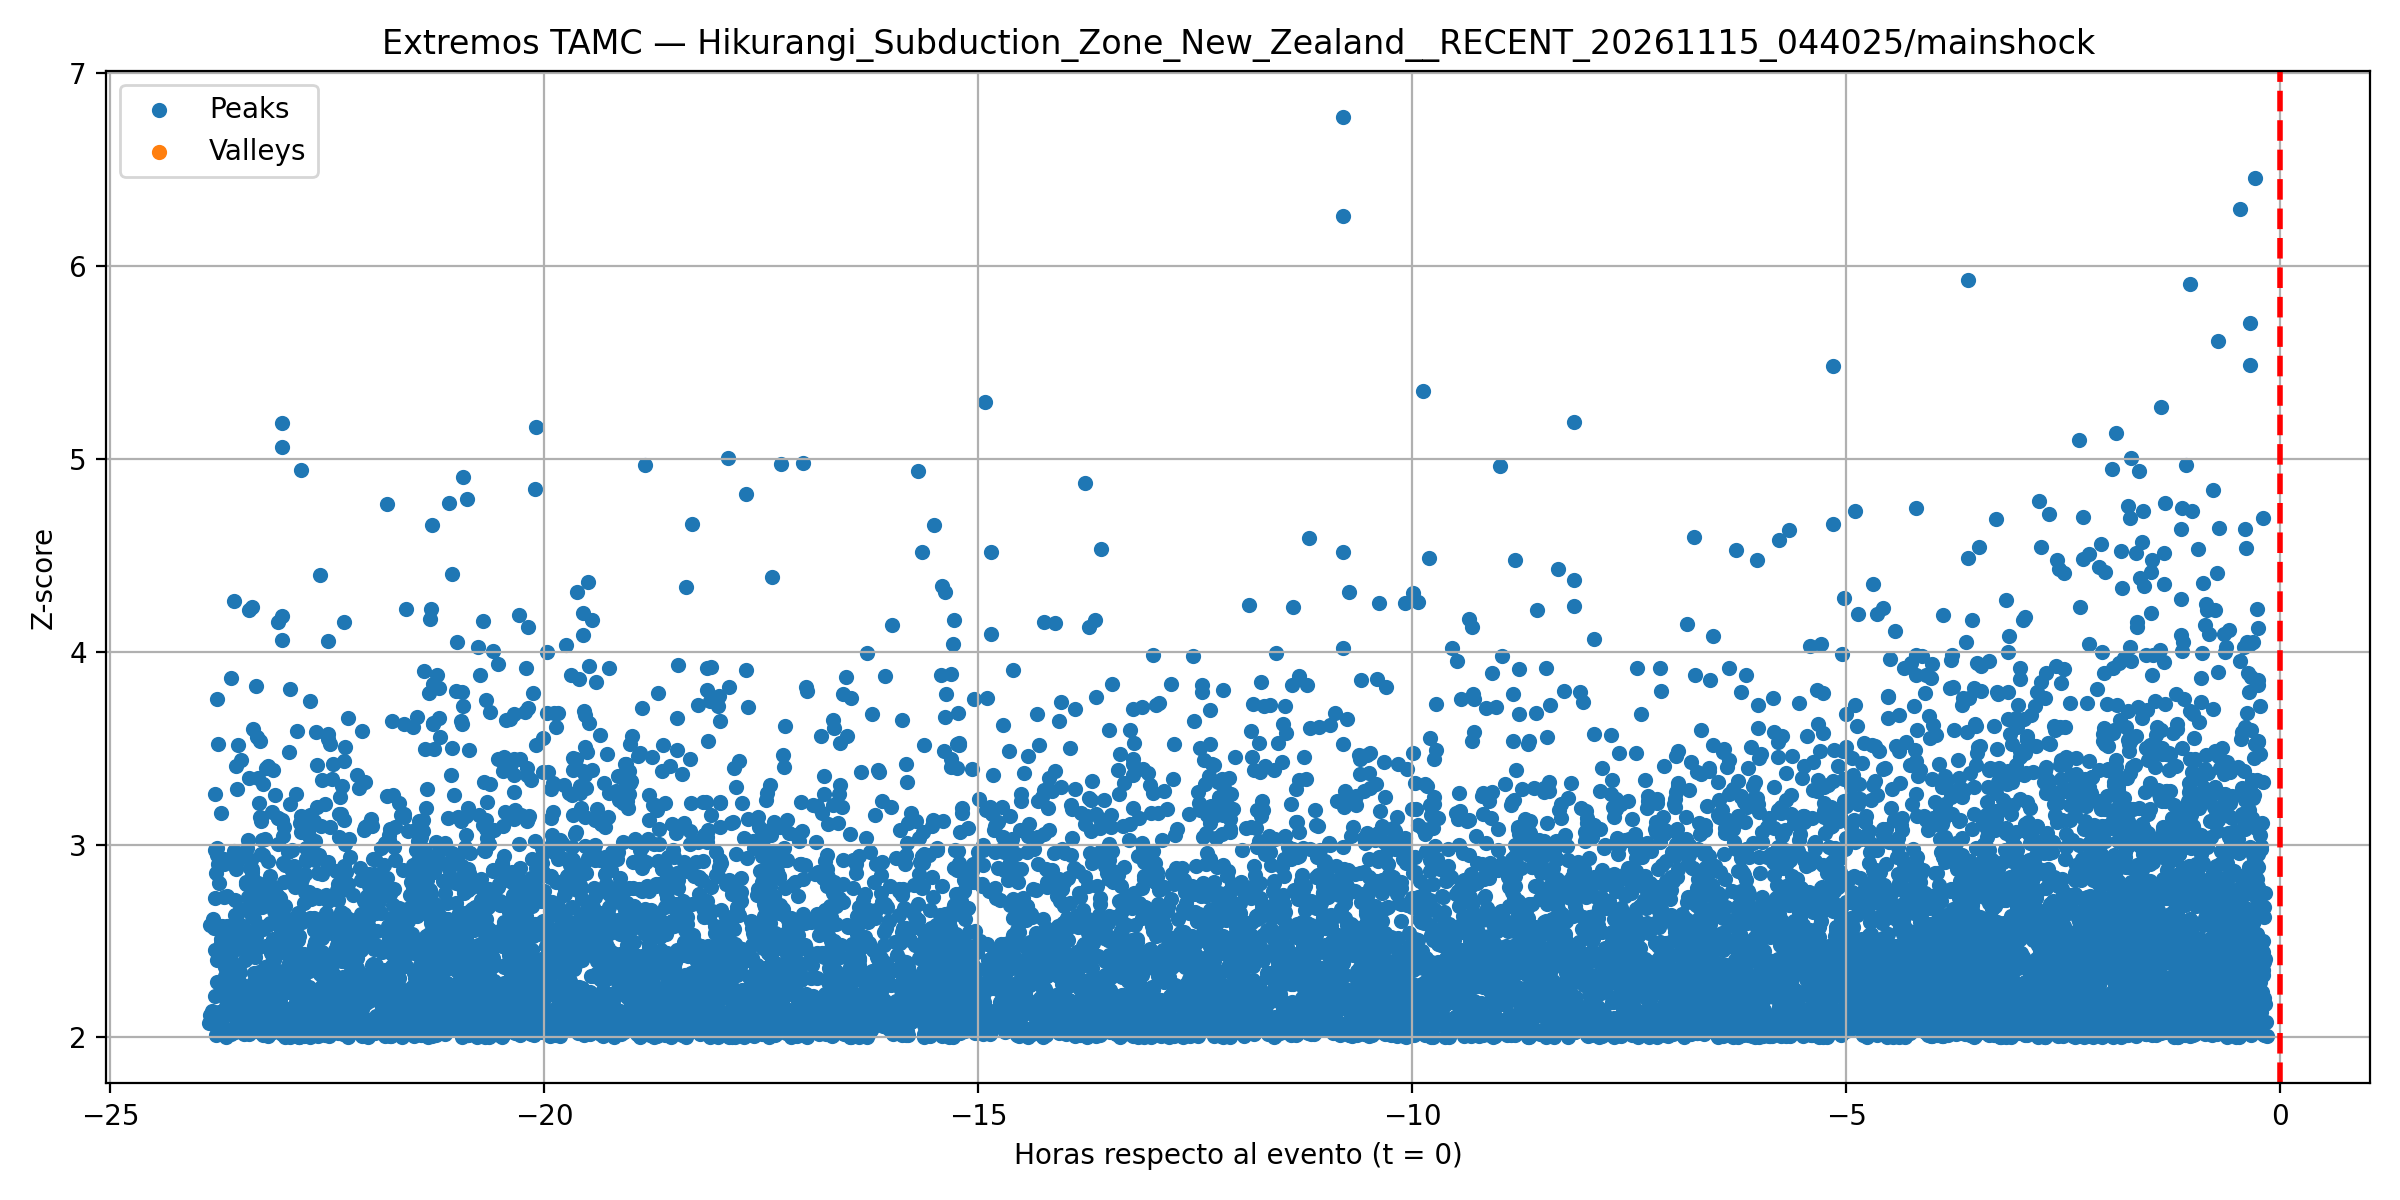 Extremos TAMC — Hikurangi_Subduction_Zone_New_Zealand__RECENT_20261115_044025/mainshock
Peaks
Valleys
7
6
5
4
3
2
Z-score
−25
−20
−15
−10
−5
0
Horas respecto al evento (t = 0)